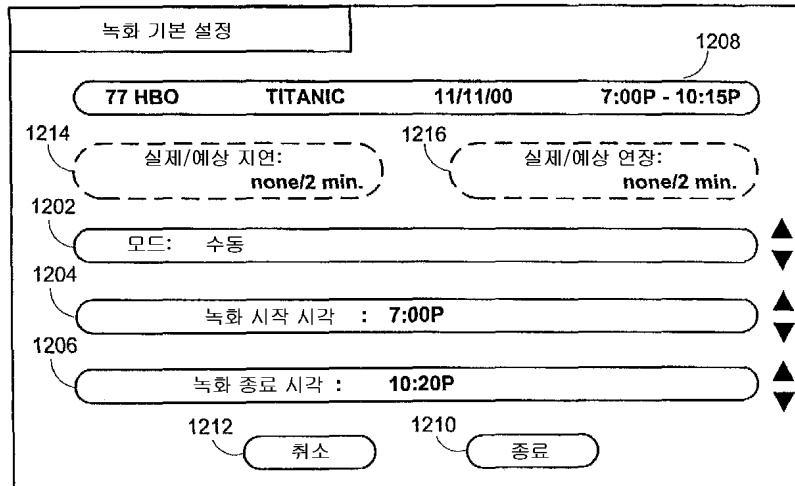 녹화 기본 설정
1208
77 HBO TITANIC 11/11/00 7:00P - 10:15P
1214 1216
실제/예상 지연: 실제/예상 연장:
none/2 min. none/2 min.
1202
모드: 수동
1204
녹화 시작 시각 : 7:00P
1206
녹화 종료 시각 : 10:20P
1212 1210
취소 종료